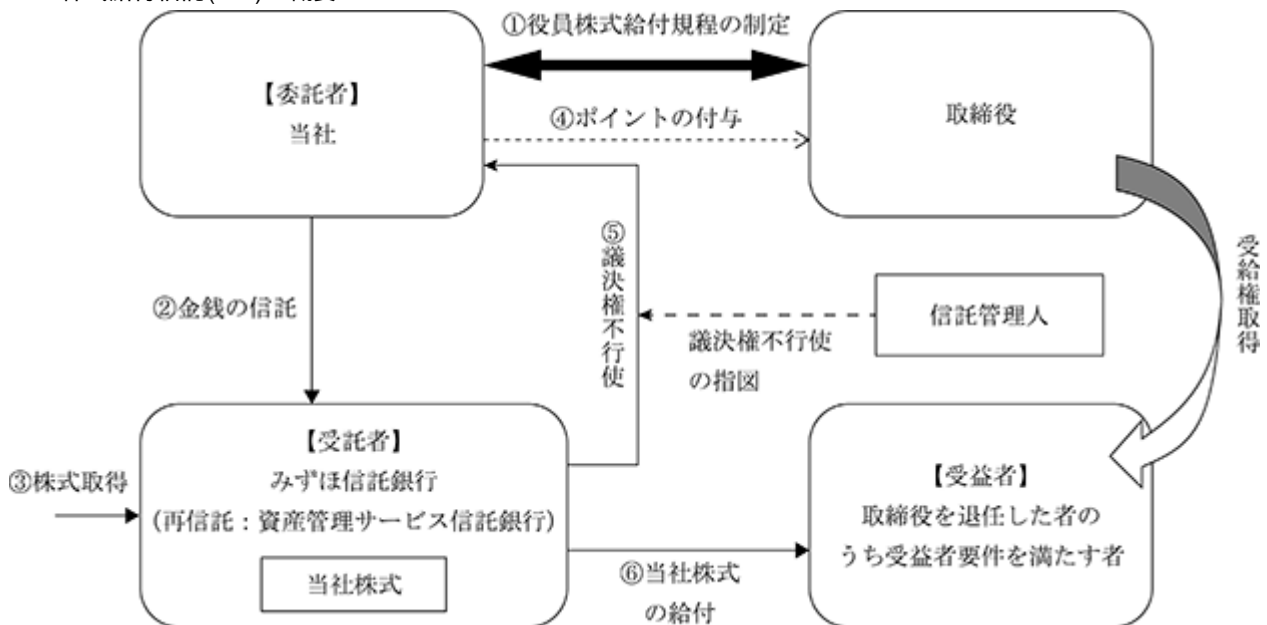 ①役員株式給付規程の制定
【委託者】
当社
取締役
④ポイントの付与
⑤議決権不行使
受給権取得
②金銭の信託
信託管理人
議決権不行使
の指図
【受託者】
みずほ信託銀行
(再信託：資産管理サービス信託銀行)
当社株式
③株式取得
【受益者】
取締役を退任した者の
うち受益者要件を満たす者
⑥当社株式
の給付